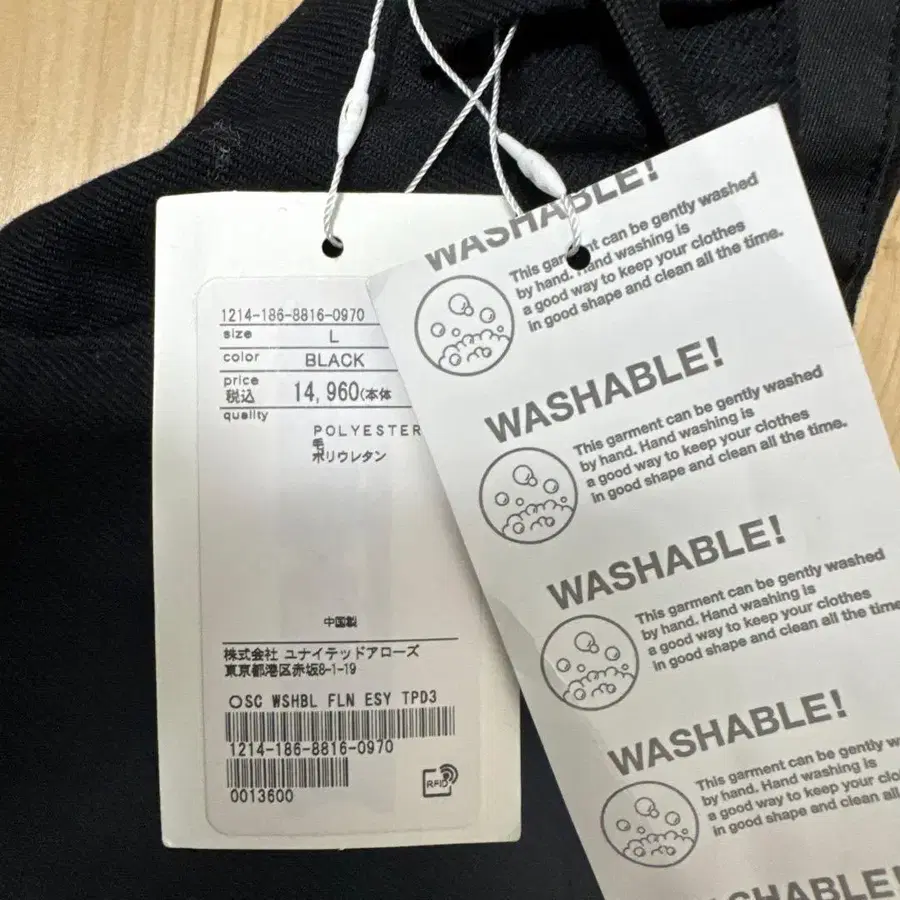 1214-186-8816-0970
size L
color BLACK
price
税込 14,960(本体
quality
POLYESTER
毛
ポリウレタン
中国製
株式会社 ユナイテッドアローズ
東京都港区赤坂8-1-19
OSC WSHBL FLN ESY TPD3
1214-186-8816-0970
0013600
RFID
WASHABLE!
This garment can be gently washed
by hand. Hand washing is
a good way to keep your clothes
in good shape and clean all the time.
WASHABLE!
This garment can be gently washed
by hand. Hand washing is
a good way to keep your clothes
in good shape and clean all the time.
WASHABLE!
This garment can be gently washed
by hand. Hand washing is
a good way to keep your clothes
in good shape and clean all the time
WASHABLE!
This garment can be gently w
by hand. Hand washing is
a good way to keep your clo
in good shape and clean all
WASHABLE!